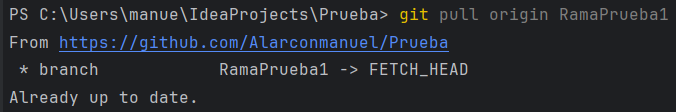 PS C:\Users\manue\IdeaProjects\Prueba> git pull origin RamaPrueba1
From https://github.com/Alarconmanuel/Prueba
 * branch            RamaPrueba1 -> FETCH_HEAD
Already up to date.